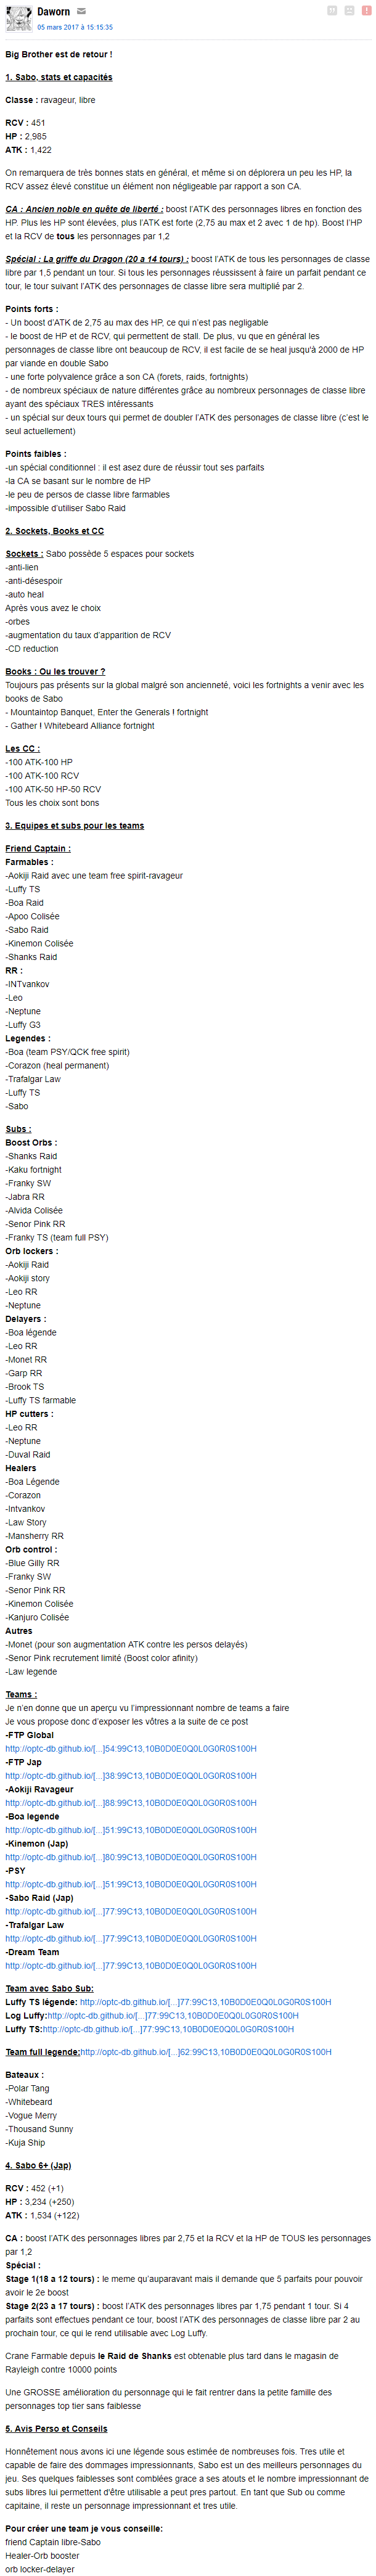 Daworn
05 mars 2017 à 15:15:35
Big Brother est de retour !
1. Sabo, stats et capacités
Classe : ravageur, libre
RCV : 451
HP : 2,985
ATK : 1,422
On remarquera de très bonnes stats en général, et même si on déplorera un peu les HP, la
RCV assez élevé constitue un élément non négligeable par rapport a son CA.
CA : Ancien noble en quête de liberté : boost l'ATK des personnages libres en fonction des
HP. Plus les HP sont élevées, plus l'ATK est forte (2,75 au max et 2 avec 1 de hp). Boost l'HP
et la RCV de tous les personnages par 1,2
Spécial : La griffe du Dragon (20 a 14 tours) : boost l'ATK de tous les personnages de classe
libre par 1,5 pendant un tour. Si tous les personnages réussissent à faire un parfait pendant ce
tour, le tour suivant l'ATK des personnages de classe libre sera multiplié par 2.
Points forts :
- Un boost d'ATK de 2,75 au max des HP, ce qui n'est pas negligable
- le boost de HP et de RCV, qui permettent de stall. De plus, vu que en général les
personnages de classe libre ont beaucoup de RCV, il est facile de se heal jusqu'à 2000 de HP
par viande en double Sabo
- une forte polyvalence grâce a son CA (forets, raids, fortnights)
- de nombreux spéciaux de nature différentes grâce au nombreux personnages de classe libre
ayant des spéciaux TRES intéressants
- un spécial sur deux tours qui permet de doubler l'ATK des persona​ges de classe libre (c'est le
seul actuellement)
Points faibles :
-un spécial conditionnel : il est asez dure de réussir tout ses parfaits
-la CA se basant sur le nombre de HP
-le peu de persos de classe libre farmables
-impossible d'utiliser Sabo Raid
2. Sockets, Books et CC
Sockets : Sabo possède 5 espaces pour sockets
-anti-lien
-anti-désespoir
-auto heal
Après vous avez le choix
-orbes
-augmentation du taux d'apparition de RCV
-CD reduction
Books : Ou les trouver ?
Toujours pas présents sur la global malgré son ancienneté, voici les fortnights a venir avec les
books de Sabo
- Mountaintop Banquet, Enter the Generals ! fortnight
- Gather ! Whitebeard Alliance fortnight
Les CC :
-100 ATK-100 HP
-100 ATK-100 RCV
-100 ATK-50 HP-50 RCV
Tous les choix sont bons
3. Equipes et subs pour les teams
Friend Captain :
Farmables :
-Aokiji Raid avec une team free spirit-ravageur
-Luffy TS
-Boa Raid
-Apoo Colisée
-Sabo Raid
-Kinemon Colisée
-Shanks Raid
RR :
-INTvankov
-Leo
-Neptune
-Luffy G3
Legendes :
-Boa (team PSY/QCK free spirit)
-Corazon (heal permanent)
-Trafalgar Law
-Luffy TS
-Sabo
Subs :
Boost Orbs :
-Shanks Raid
-Kaku fortnight
-Franky SW
-Jabra RR
-Alvida Colisée
-Senor Pink RR
-Franky TS (team full PSY)
Orb lockers :
-Aokiji Raid
-Aokiji story
-Leo RR
-Neptune
Delayers :
-Boa légende
-Leo RR
-Monet RR
-Garp RR
-Brook TS
-Luffy TS farmable
HP cutters :
-Leo RR
-Neptune
-Duval Raid
Healers
-Boa Légende
-Corazon
-Intvankov
-Law Story
-Mansherry RR
Orb control :
-Blue Gilly RR
-Franky SW
-Senor Pink RR
-Kinemon Colisée
-Kanjuro Colisée
Autres
-Monet (pour son augmentation ATK contre les persos delayés)
-Senor Pink recrutement limité (Boost color afinity)
-Law legende
Teams :
Je n'en donne que un aperçu vu l'impressionnant nombre de teams a faire
Je vous propose donc d'exposer les vôtres a la suite de ce post
-FTP Global
http://optc-db.github.io/[...]54:99C13,10B0D0E0Q0L0G0R0S100H
-FTP Jap
http://optc-db.github.io/[...]38:99C13,10B0D0E0Q0L0G0R0S100H
-Aokiji Ravageur
http://optc-db.github.io/[...]88:99C13,10B0D0E0Q0L0G0R0S100H
-Boa legende
http://optc-db.github.io/[...]51:99C13,10B0D0E0Q0L0G0R0S100H
-Kinemon (Jap)
http://optc-db.github.io/[...]80:99C13,10B0D0E0Q0L0G0R0S100H
-PSY
http://optc-db.github.io/[...]51:99C13,10B0D0E0Q0L0G0R0S100H
-Sabo Raid (Jap)
http://optc-db.github.io/[...]77:99C13,10B0D0E0Q0L0G0R0S100H
-Trafalgar Law
http://optc-db.github.io/[...]77:99C13,10B0D0E0Q0L0G0R0S100H
-Dream Team
http://optc-db.github.io/[...]77:99C13,10B0D0E0Q0L0G0R0S100H
Team avec Sabo Sub:
Luffy TS légende: http://optc-db.github.io/[...]77:99C13,10B0D0E0Q0L0G0R0S100H
Log Luffy:http://optc-db.github.io/[...]77:99C13,10B0D0E0Q0L0G0R0S100H
Luffy TS:http://optc-db.github.io/[...]77:99C13,10B0D0E0Q0L0G0R0S100H
Team full legende:http://optc-db.github.io/[...]62:99C13,10B0D0E0Q0L0G0R0S100H
Bateaux :
-Polar Tang
-Whitebeard
-Vogue Merry
-Thousand Sunny
-Kuja Ship
4. Sabo 6+ (Jap)
RCV : 452 (+1)
HP : 3,234 (+250)
ATK : 1,534 (+122)
CA : boost l'ATK des personnages libres par 2,75 et la RCV et la HP de TOUS les personnages
par 1,2
Spécial :
Stage 1(18 a 12 tours) : le meme qu'auparavant mais il demande que 5 parfaits pour pouvoir
avoir le 2e boost
Stage 2(23 a 17 tours) : boost l'ATK des personnages libres par 1,75 pendant 1 tour. Si 4
parfaits sont effectues pendant ce tour, boost l'ATK des personnages de classe libre par 2 au
prochain tour, ce qui le rend utilisable avec Log Luffy.
Crane Farmable depuis le Raid de Shanks est obtenable plus tard dans le magasin de
Rayleigh contre 10000 points
Une GROSSE amélioration du personnage qui le fait rentrer dans la petite famille des
personnages top tier sans faiblesse
5. Avis Perso et Conseils
Honnêtement nous avons ici une légende sous estimée de nombreuses fois. Tres utile et
capable de faire des dommages impressionnants, Sabo est un des meilleurs personnages du
jeu. Ses quelques faiblesses sont comblées grace a ses atouts et le nombre impressionnant de
subs libres lui permettent d'être utilisable a peut pres partout. En tant que Sub ou comme
capitaine, il reste un personnage impressionnant et tres utile.
Pour créer une team je vous conseille:
friend Captain libre-Sabo
Healer-Orb booster
orb locker-delayer